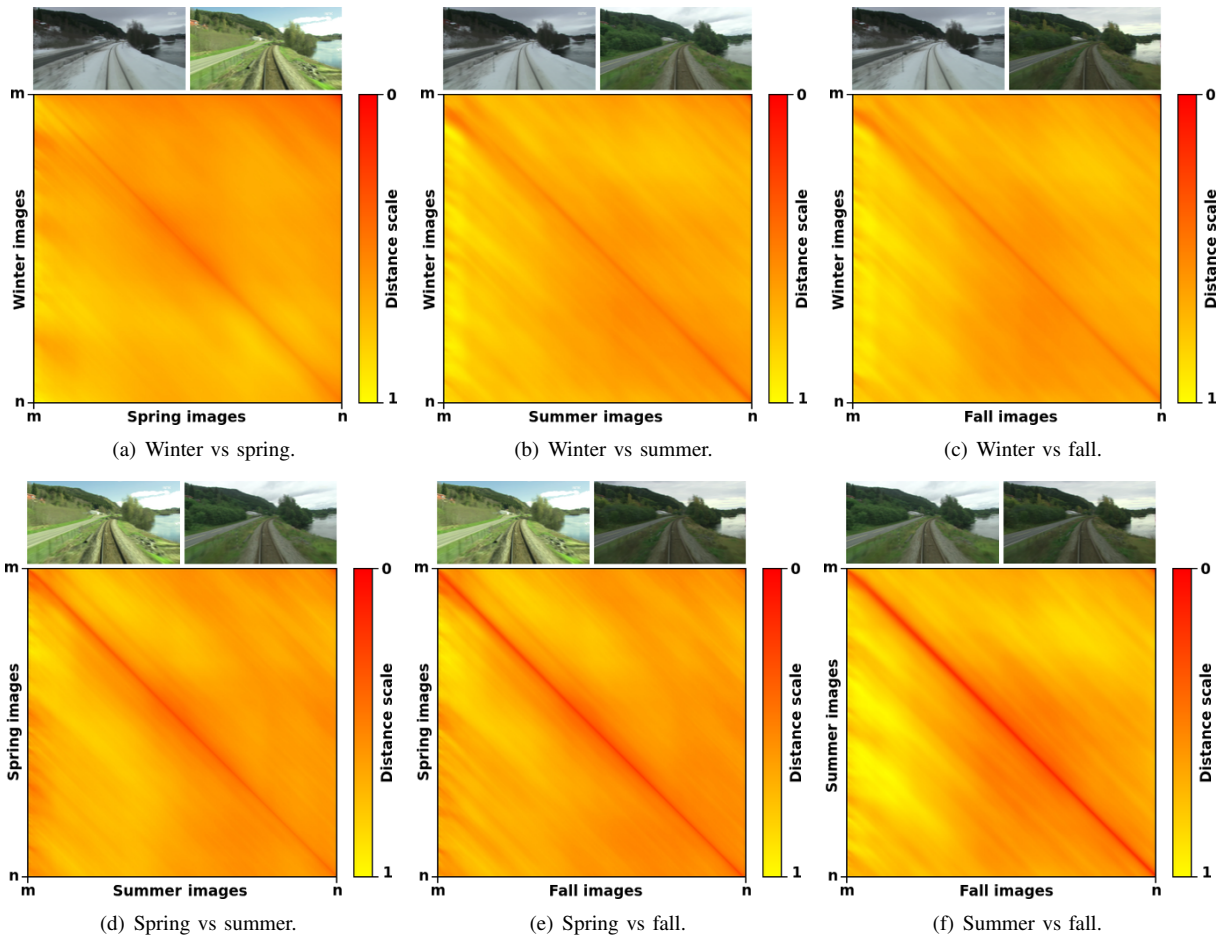 m
0
Winter images
Distance scale
n
1
m
Spring images
n
(a) Winter vs spring.
m
0
Winter images
Distance scale
n
1
m
Summer images
n
(b) Winter vs summer.
m
0
Winter images
Distance scale
n
1
m
Fall images
n
(c) Winter vs fall.
m
0
Spring images
Distance scale
n
1
m
Summer images
n
(d) Spring vs summer.
m
0
Spring images
Distance scale
n
1
m
Fall images
n
(e) Spring vs fall.
m
0
Summer images
Distance scale
n
1
m
Fall images
n
(f) Summer vs fall.